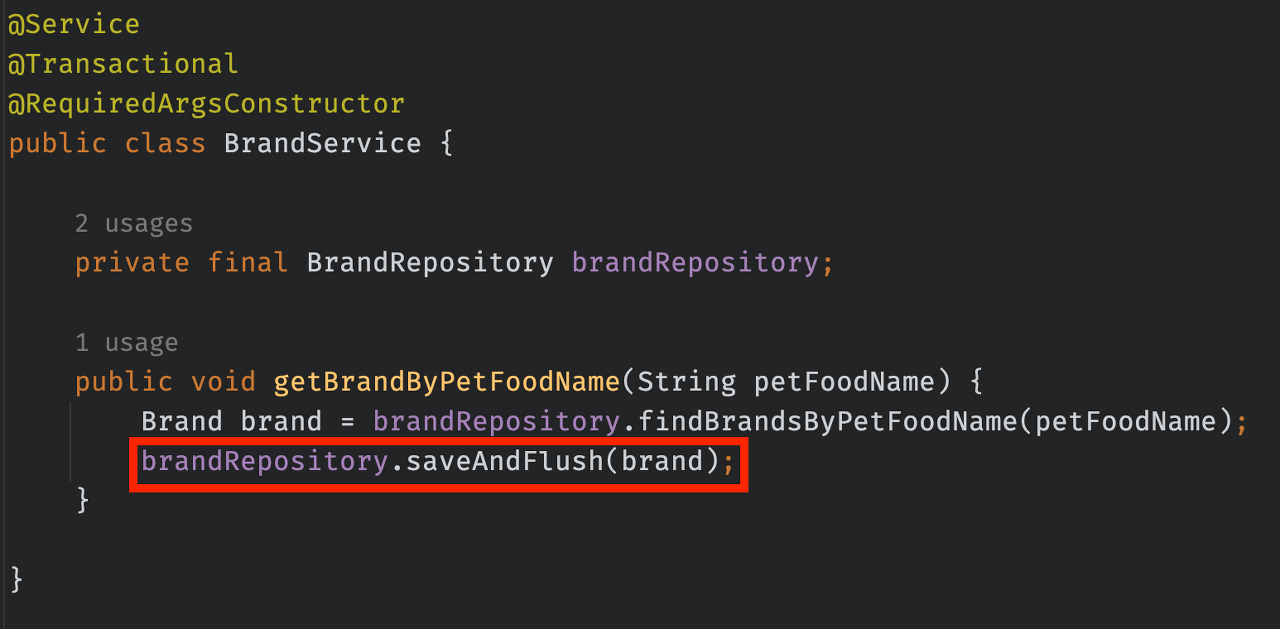 @Service
@Transactional
@RequiredArgsConstructor
public class BrandService {
2 usages
private final BrandRepository brandRepository;
1 usage
public void getBrandByPetFoodName(String petFoodName) {
Brand brand = brandRepository.findBrandsByPetFoodName(petFoodName);
brandRepository.saveAndFlush(brand);
}
}